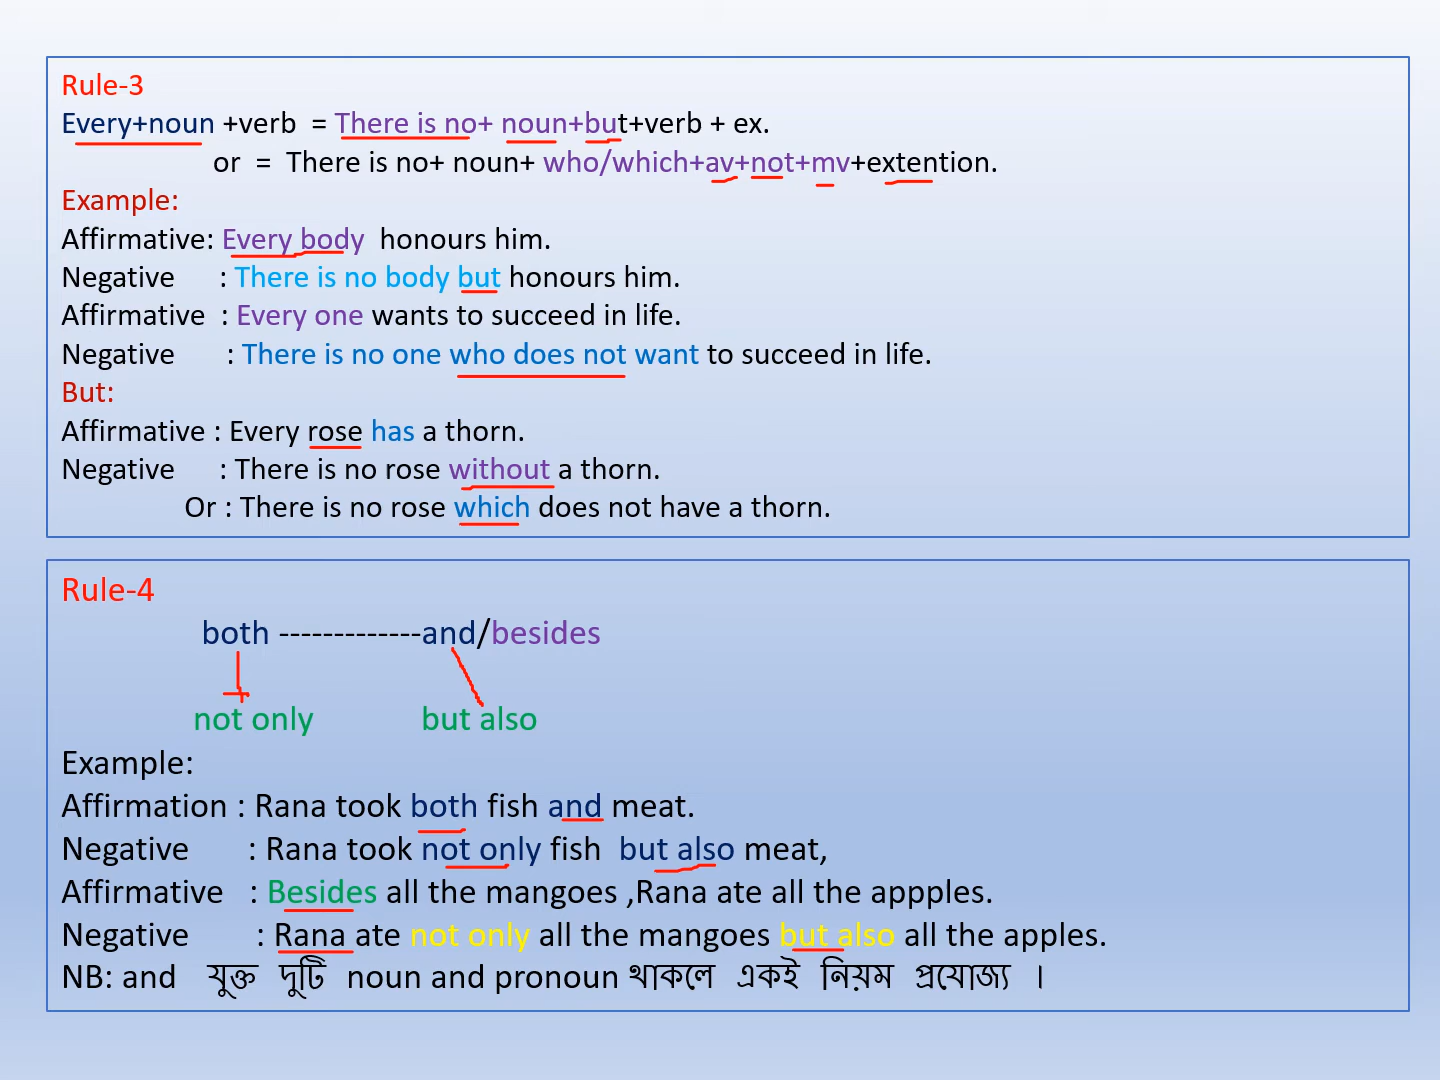 Rule-3
Every+noun +verb = There is no+ noun+but+verb + ex.
or = There is no+ noun+ who/which+av+not+mv+extention.
Example:
Affirmative: Every body honours him.
Negative : There is no body but honours him.
Affirmative : Every one wants to succeed in life.
Negative : There is no one who does not want to succeed in life.
But:
Affirmative : Every rose has a thorn.
Negative : There is no rose without a thorn.
Or : There is no rose which does not have a thorn.
Rule-4
both -------------and/besides
not only but also
Example:
Affirmation : Rana took both fish and meat.
Negative : Rana took not only fish but also meat,
Affirmative : Besides all the mangoes ,Rana ate all the appples.
Negative : Rana ate not only all the mangoes but also all the apples.
NB: and যুক্ত দুটি noun and pronoun থাকলে একই নিয়ম প্রযোজ্য ।